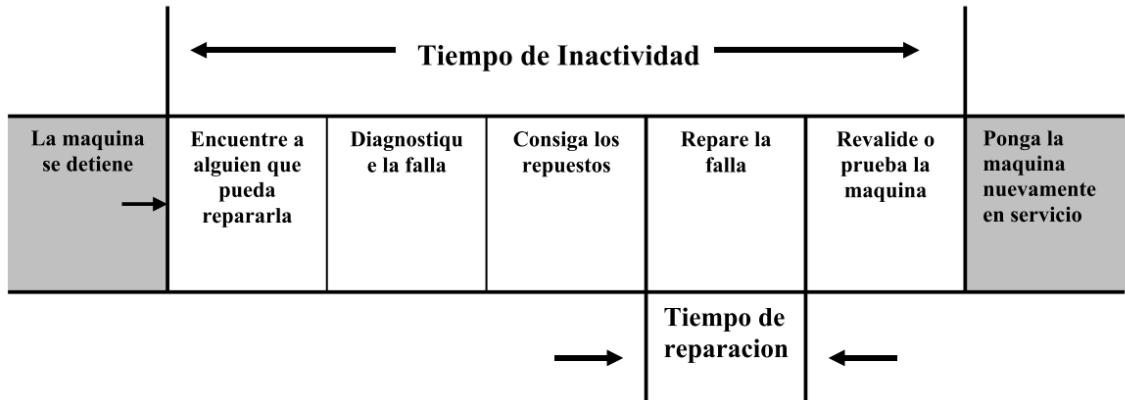 Tiempo de Inactividad
La maquina
se detiene
Encuentre a
alguien que
pueda
repararla
Diagnostiqu
e la falla
Consiga los
repuestos
Repare la
falla
Revalide o
prueba la
maquina
Ponga la
maquina
nuevamente
en servicio
Tiempo de
reparacion